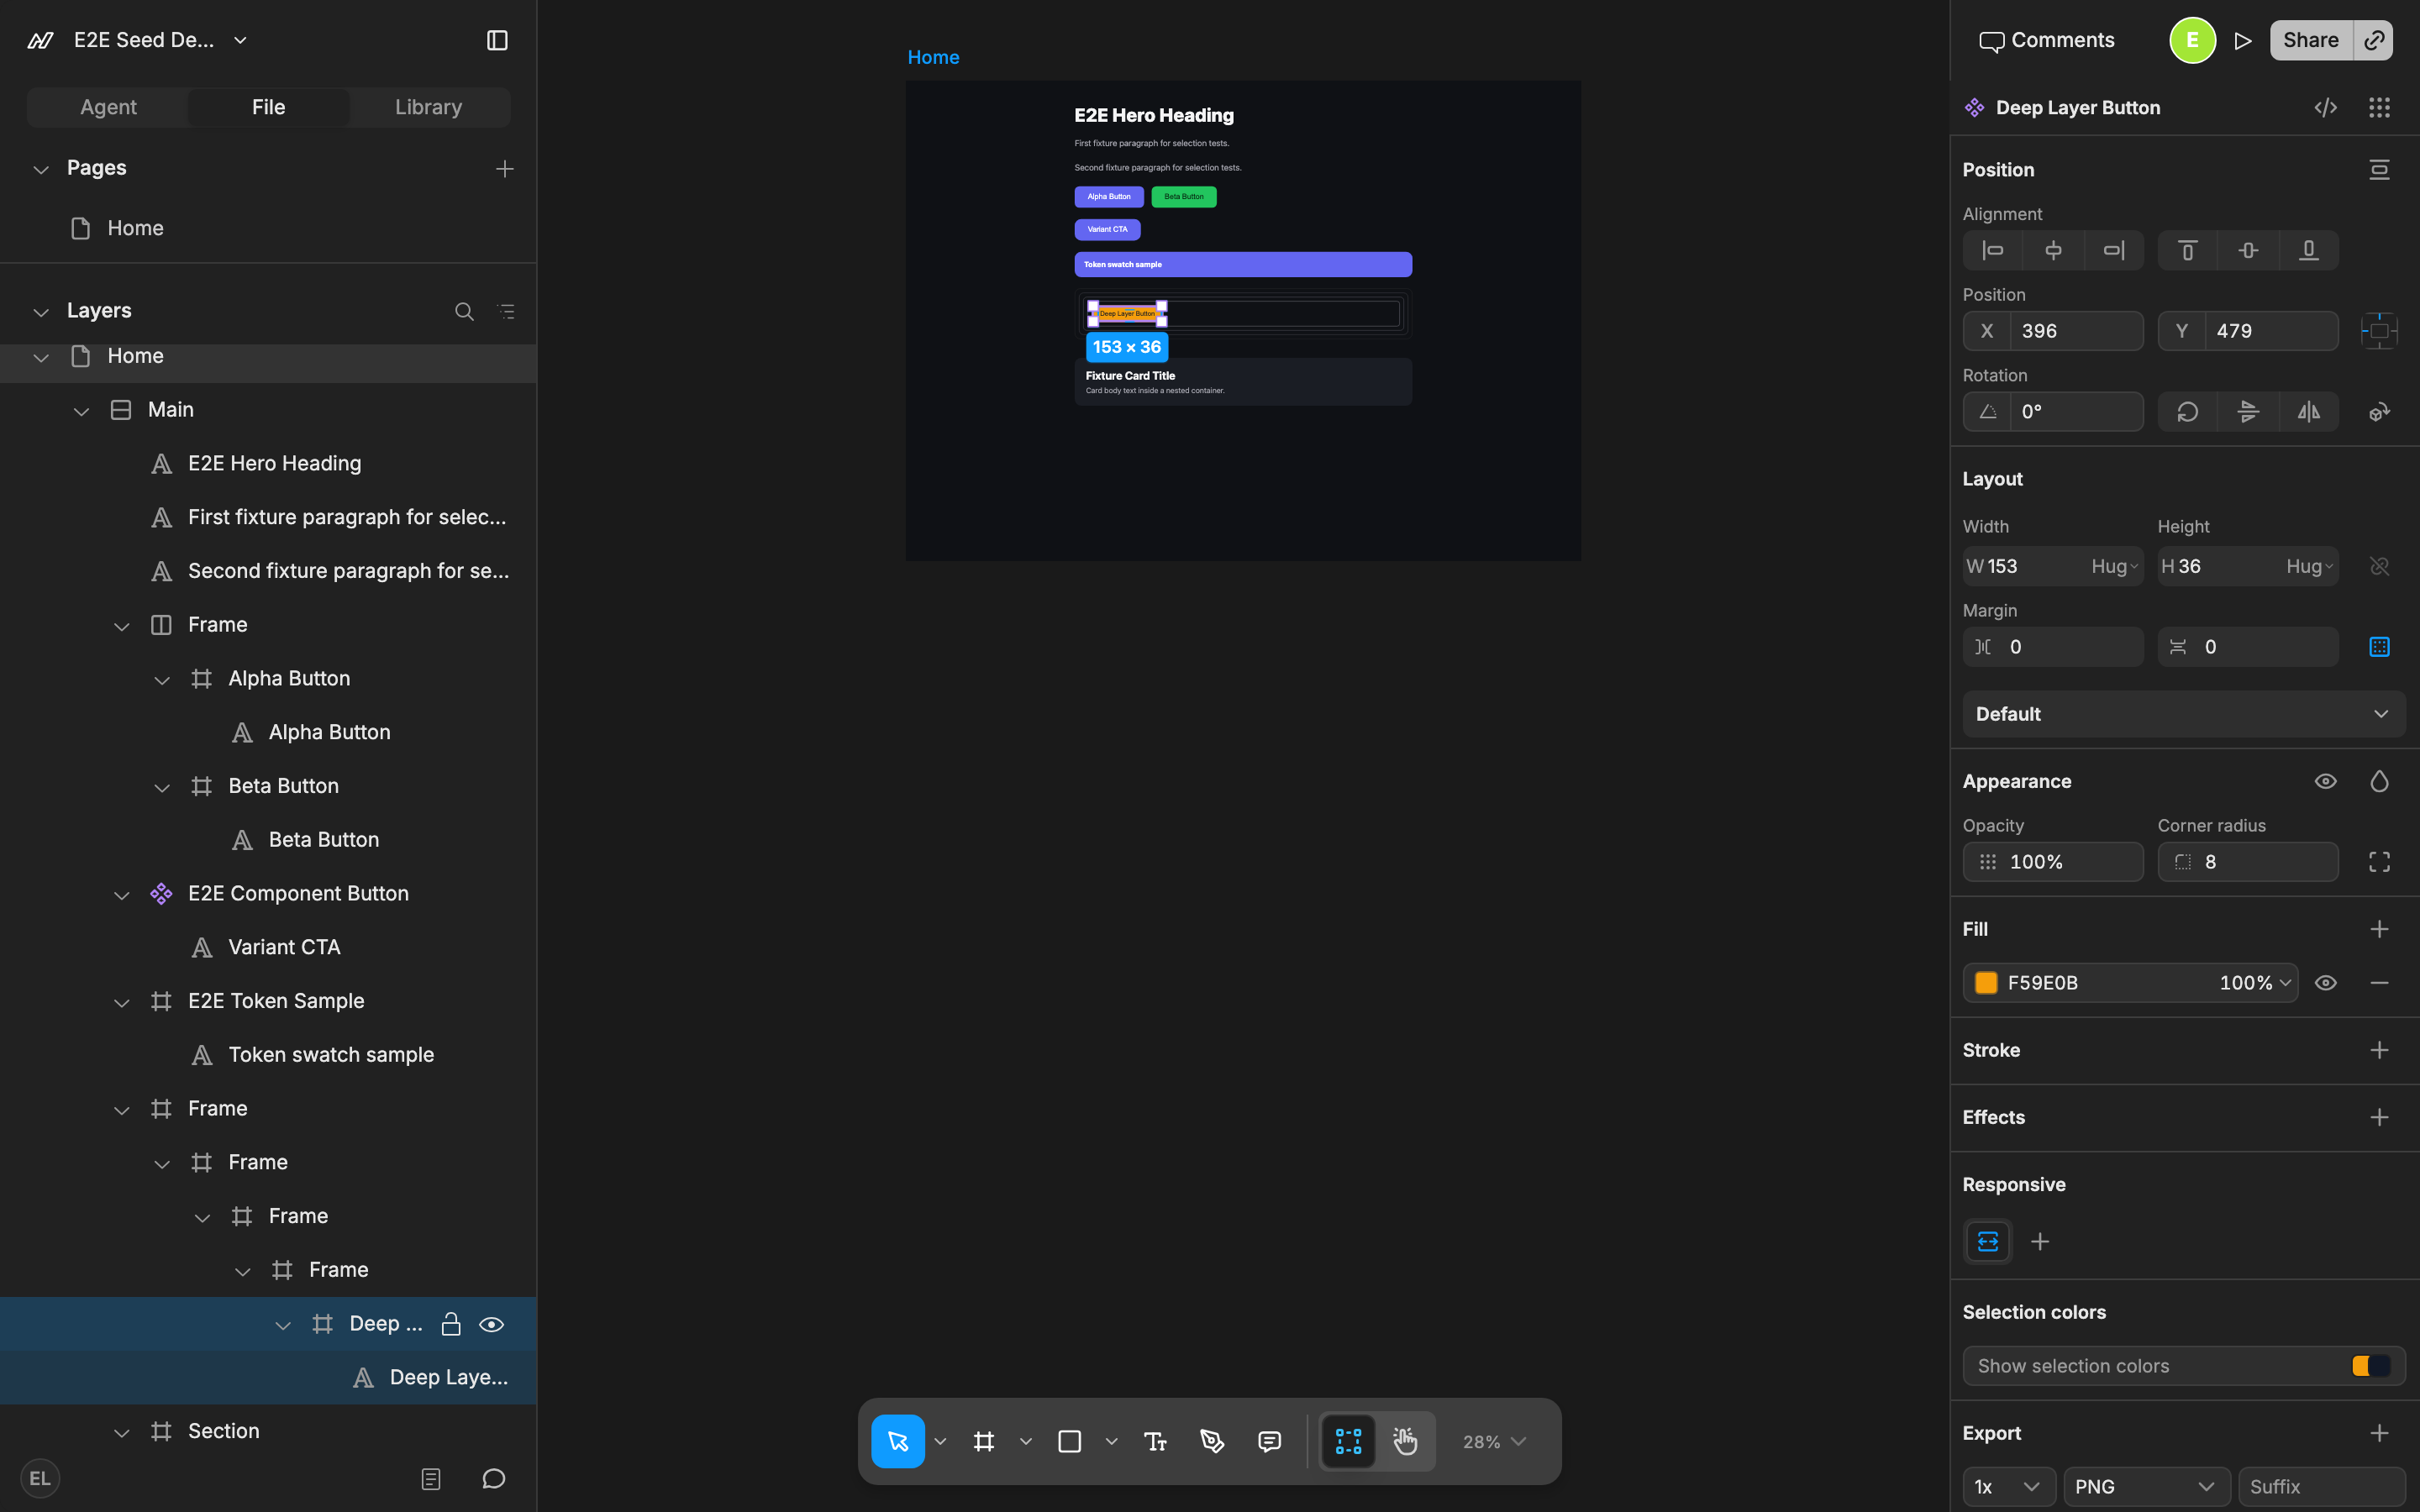 E2E Seed De...
Agent
File
Library
Pages
Home
Layers
Home
Main
E2E Hero Heading
First fixture paragraph for selec...
Second fixture paragraph for se...
Frame
Alpha Button
Alpha Button
Beta Button
Beta Button
E2E Component Button
Variant CTA
E2E Token Sample
Token swatch sample
Frame
Frame
Frame
Frame
Deep ...
Deep Laye...
Section
EL
Home
E2E Hero Heading
First fixture paragraph for selection tests.
Second fixture paragraph for selection tests.
Alpha Button
Beta Button
Variant CTA
Token swatch sample
Deep Layer Button
153 × 36
Fixture Card Title
Card body text inside a nested container.
28%
Comments
E
Share
Deep Layer Button
Position
Alignment
Position
X 396
Y 479
Rotation
0°
Layout
Width
Height
W 153 Hug
H 36 Hug
Margin
0
0
Default
Appearance
Opacity
Corner radius
100%
8
Fill
F59E0B 100%
Stroke
Effects
Responsive
Selection colors
Show selection colors
Export
1x
PNG
Suffix